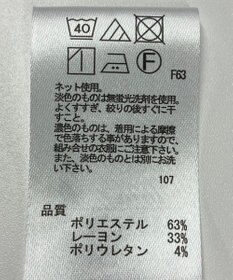 40
F
F63
ネット使用。
淡色のものは無蛍光洗剤を使用。
よくすすぎ、絞りの後すぐに干
すこと。
濃色のものは、着用による摩擦
で色落ちする事がありますので、
組み合せの衣服にご注意下さい。
また、淡色のものとは別にお洗
い下さい。
107
品質
ポリエステル 63%
レーヨン 33%
ポリウレタン 4%